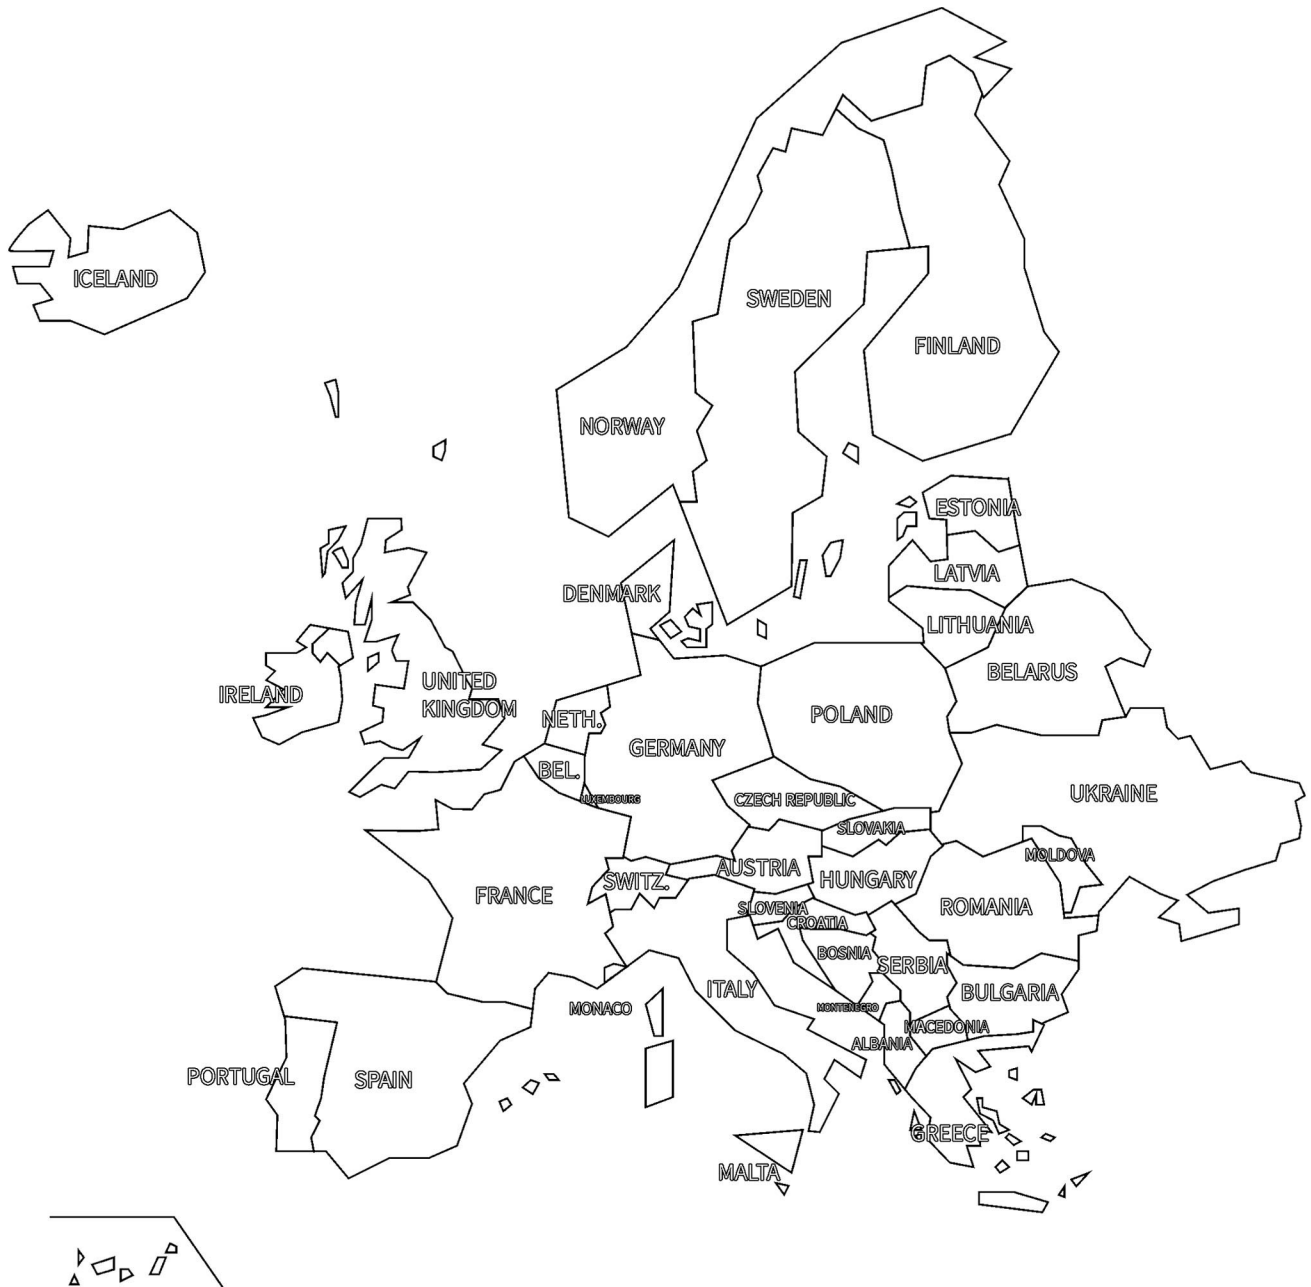 ICELAND
SWEDEN
FINLAND
NORWAY
ESTONIA
LATVIA
DENMARK
LITHUANIA
BELARUS
UNITED
KINGDOM
IRELAND
NETH.
POLAND
GERMANY
BEL.
UKRAINE
LUXEMBOURG
CZECH REPUBLIC
SLOVAKIA
MOLDOVA
AUSTRIA
SWITZ.
HUNGARY
FRANCE
SLOVENIA
ROMANIA
CROATIA
BOSNIA
SERBIA
ITALY
BULGARIA
MONACO
MONTENEGRO
MACEDONIA
ALBANIA
PORTUGAL
SPAIN
GREECE
MALTA